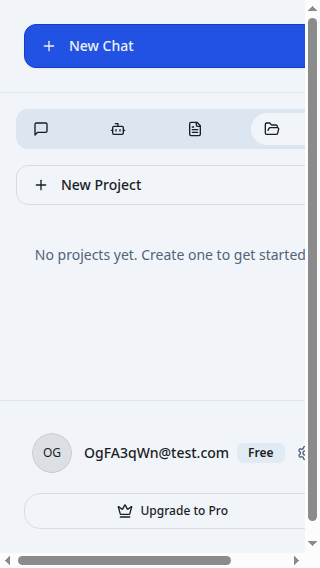 New Chat
New Project
No projects yet. Create one to get started
OG
OgFA3qWn@test.com
Free
Upgrade to Pro